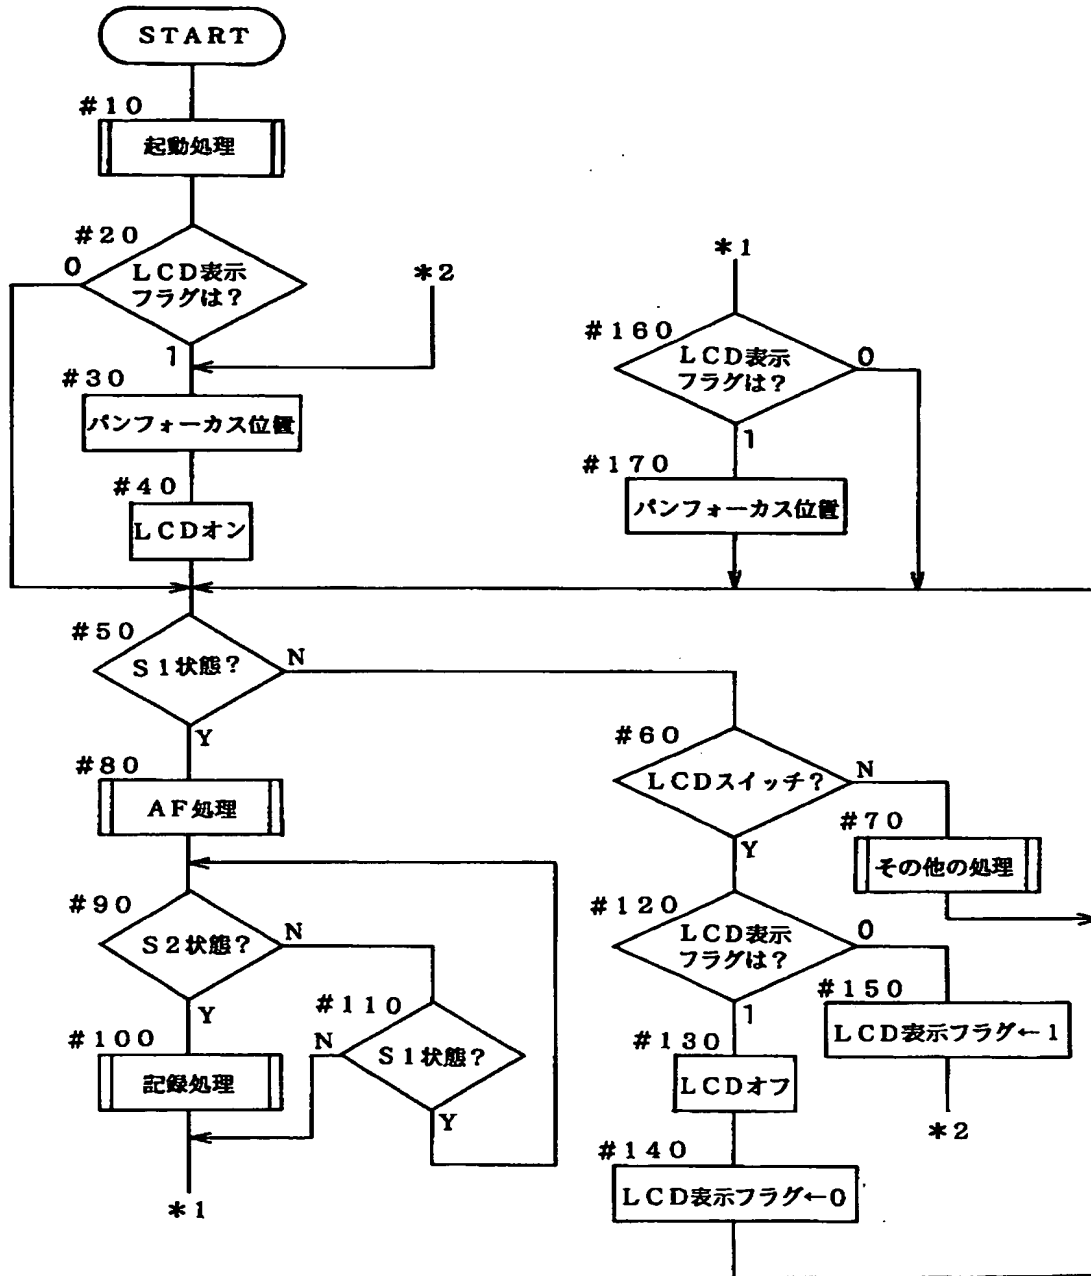 START
#10
起動処理
#20
0
LCD表示
フラグは?
1
*2
#30
パンフォーカス位置
#40
LCDオン
*1
#160
LCD表示
フラグは?
0
1
#170
パンフォーカス位置
#50
S1状態?
N
Y
#80
AF処理
#90
S2状態?
N
Y
#100
記録処理
*1
#110
N
S1状態?
Y
#60
LCDスイッチ?
N
Y
#70
その他の処理
#120
LCD表示
フラグは?
0
1
#150
LCD表示フラグ←1
*2
#130
LCDオフ
#140
LCD表示フラグ←0